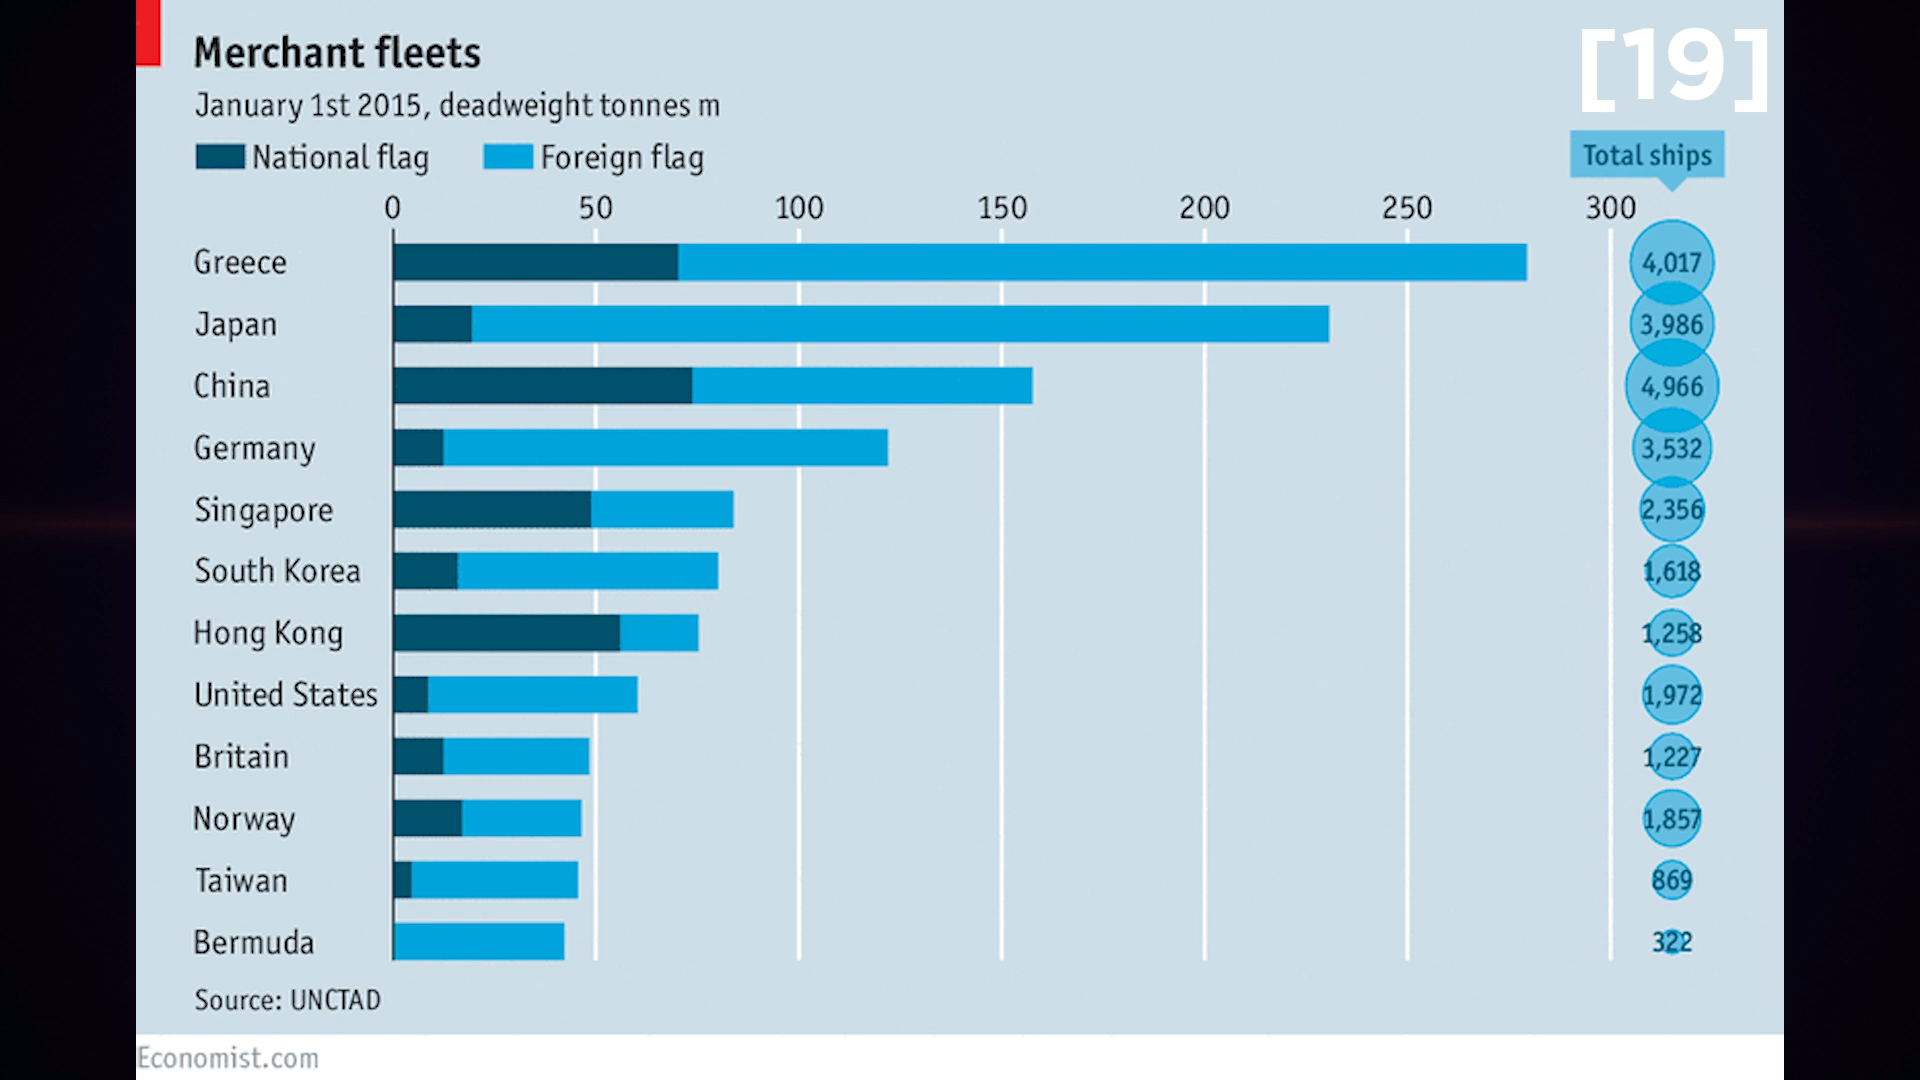 Merchant fleets
[19]
January 1st 2015, deadweight tonnes m
National flag Foreign flag
Total ships
0 50 100 150 200 250 300
Greece 4,017
Japan 3,986
China 4,966
Germany 3,532
Singapore 2,356
South Korea 1,618
Hong Kong 1,258
United States 1,972
Britain 1,227
Norway 1,857
Taiwan 869
Bermuda 322
Source: UNCTAD
Economist.com